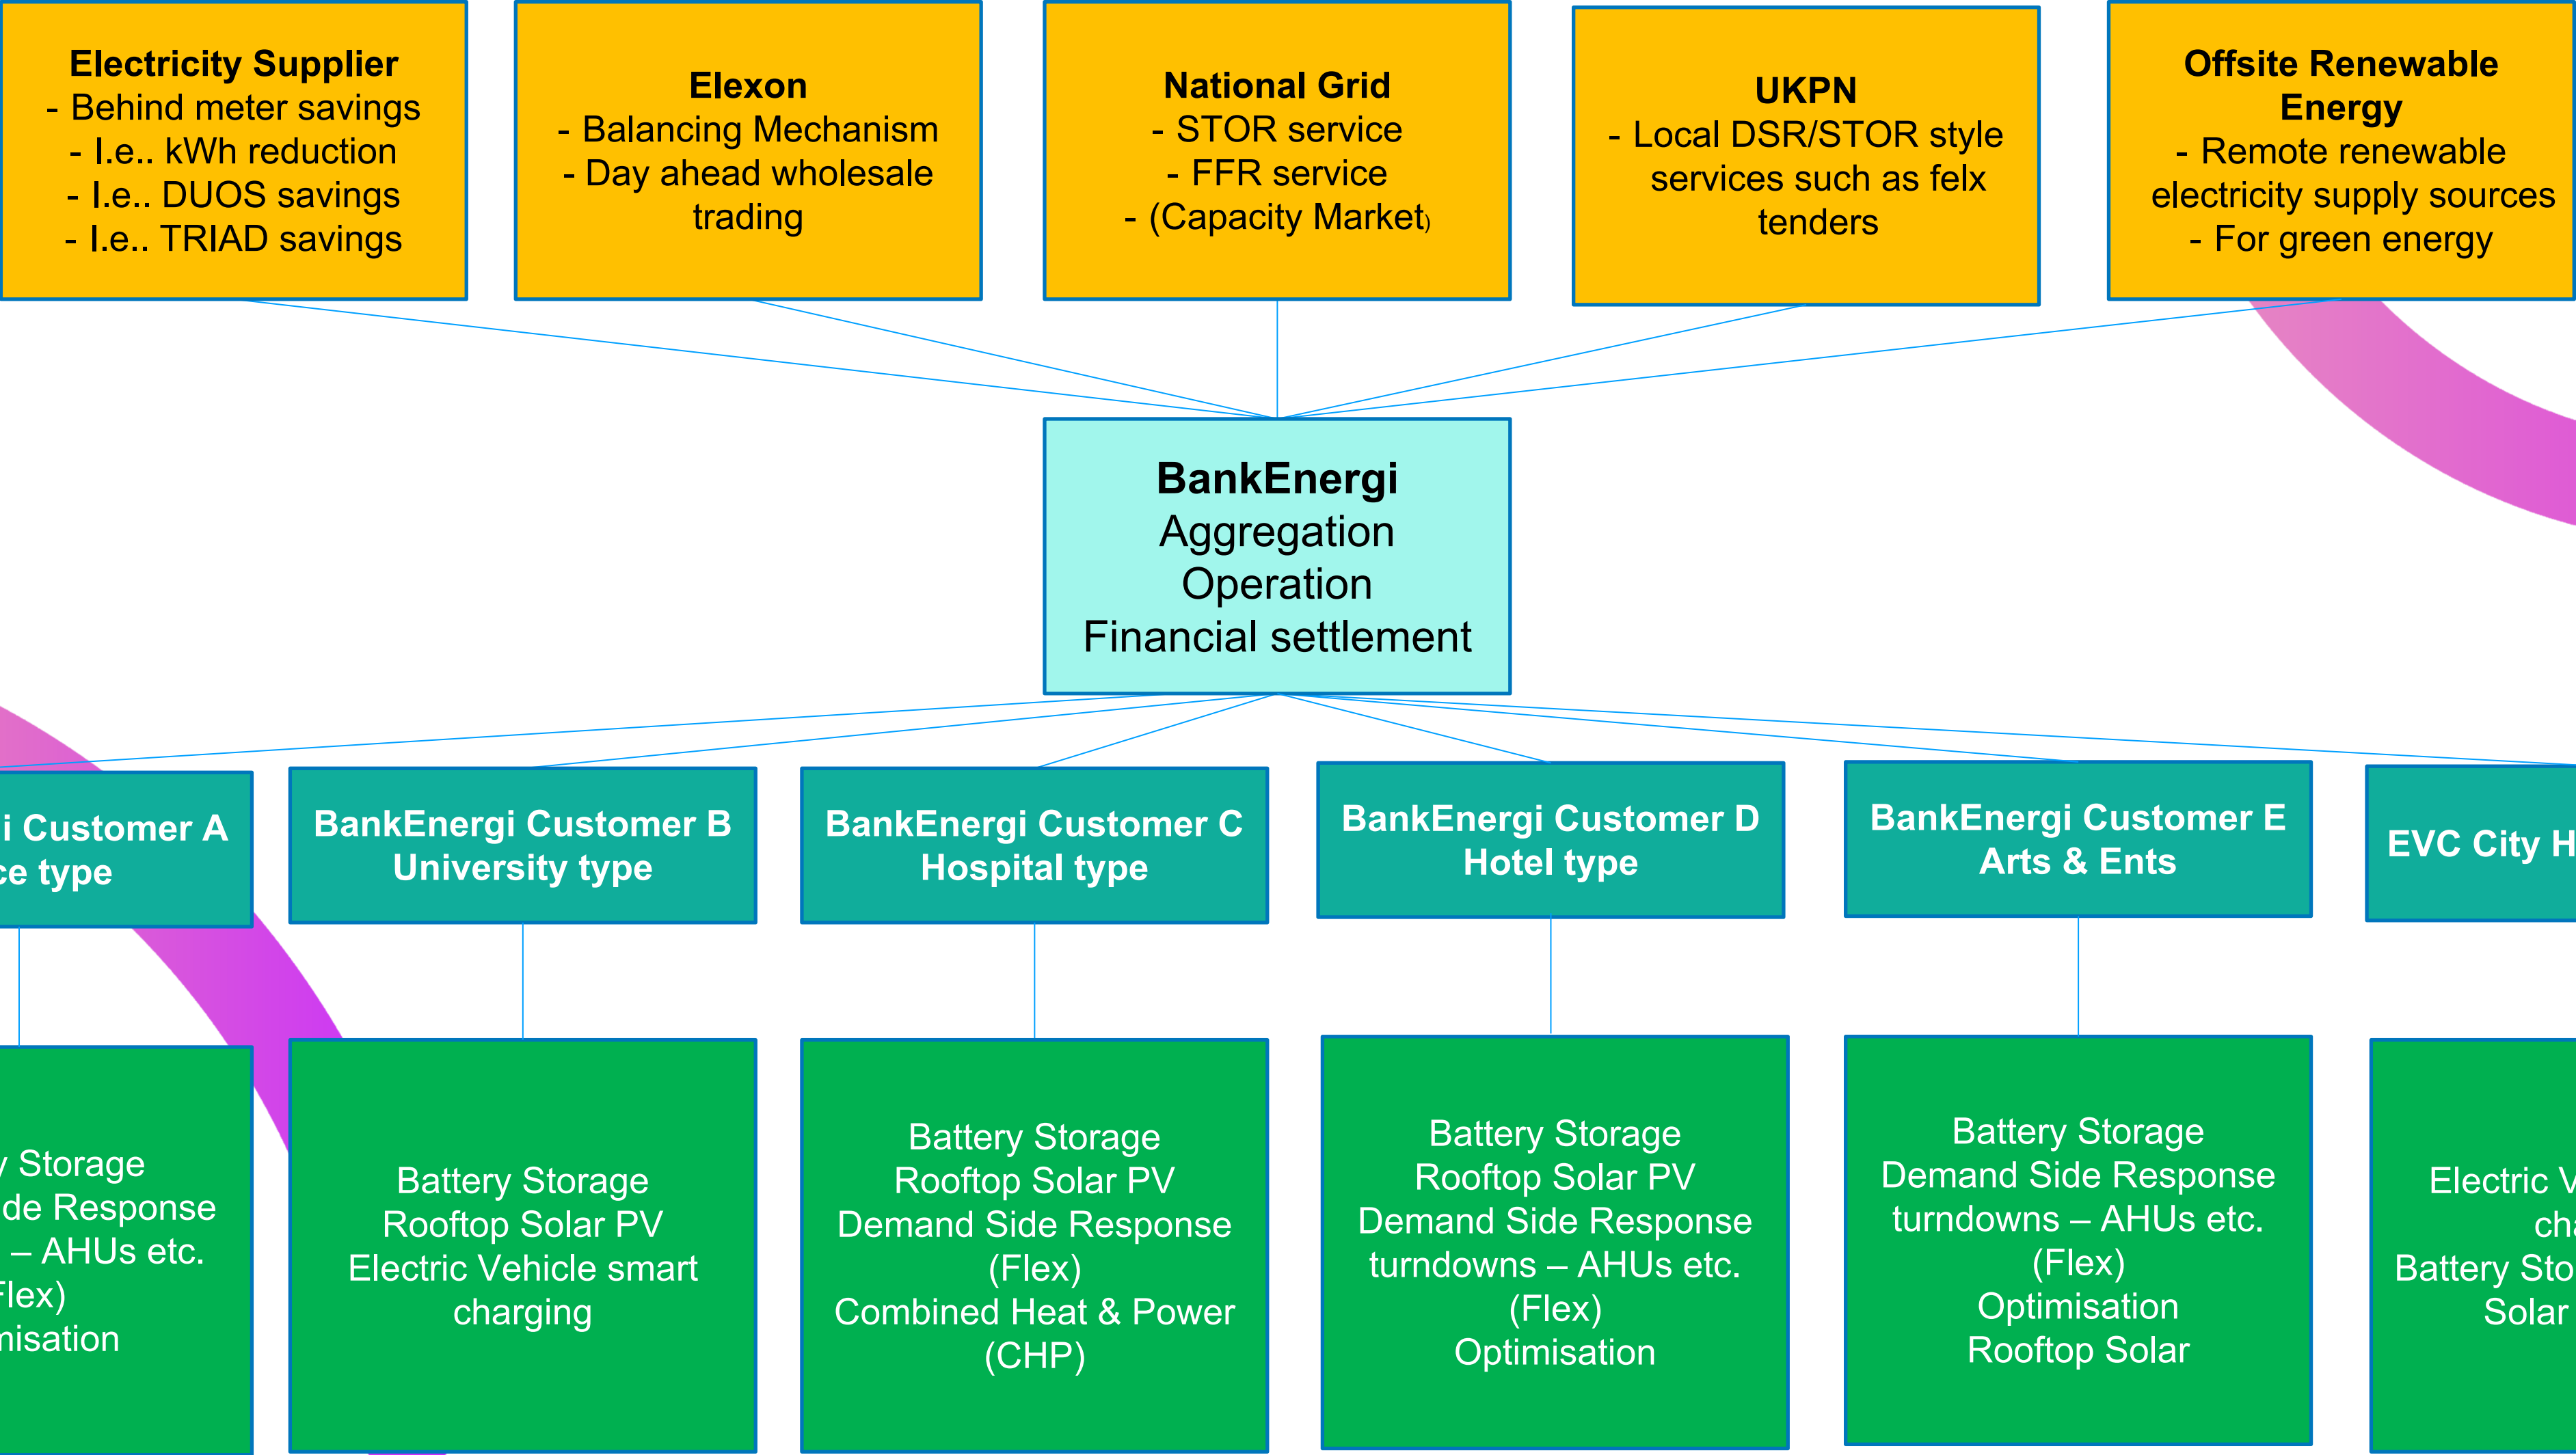 Electricity Supplier
- Behind meter savings
- I.e.. kWh reduction
- I.e.. DUOS savings
- I.e.. TRIAD savings
Elexon
- Balancing Mechanism
- Day ahead wholesale
trading
National Grid
- STOR service
- FFR service
- (Capacity Market)
UKPN
- Local DSR/STOR style
services such as felx
tenders
Offsite Renewable
Energy
- Remote renewable
electricity supply sources
- For green energy
BankEnergi
Aggregation
Operation
Financial settlement
Customer A
type
BankEnergi Customer B
University type
BankEnergi Customer C
Hospital type
BankEnergi Customer D
Hotel type
BankEnergi Customer E
Arts & Ents
EVC City
Storage
Response
– AHUs etc.
Battery Storage
Rooftop Solar PV
Electric Vehicle smart
charging
Battery Storage
Rooftop Solar PV
Demand Side Response
(Flex)
Combined Heat & Power
(CHP)
Battery Storage
Rooftop Solar PV
Demand Side Response
turndowns – AHUs etc.
(Flex)
Optimisation
Battery Storage
Demand Side Response
turndowns – AHUs etc.
(Flex)
Optimisation
Rooftop Solar
Electric
Battery
Solar